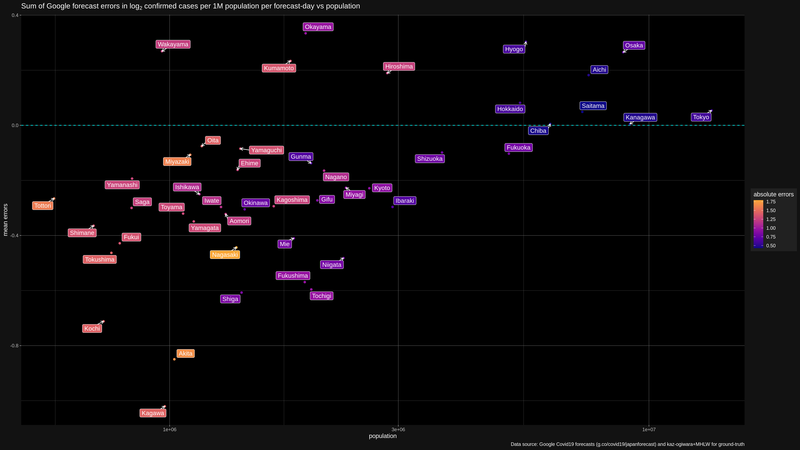 Sum of Google forecast errors in log2 confirmed cases per 1M population per forecast-day vs population
0.4
Okayama
Wakayama
Hyogo
Osaka
Kumamoto
Hiroshima
Aichi
Hokkaido
Saitama
Kanagawa
Tokyo
0.0
Chiba
Oita
Yamaguchi
Fukuoka
Miyazaki
Ehime
Gunma
Shizuoka
Yamanashi
Ishikawa
Nagano
Kyoto
Miyagi
Tottori
Saga
Toyama
Iwate
Okinawa
Kagoshima
Gifu
Ibaraki
Aomori
Yamagata
Shimane
Fukui
-0.4
Mie
Tokushima
Nagasaki
Niigata
Fukushima
Shiga
Tochigi
Kochi
-0.8
Akita
Kagawa
mean errors
1e+06
3e+06
1e+07
population
absolute errors
1.75
1.50
1.25
1.00
0.75
0.50
Data source: Google Covid19 forecasts (g.co/covid19/japanforecast) and kaz-ogiwara+MHLW for ground-truth